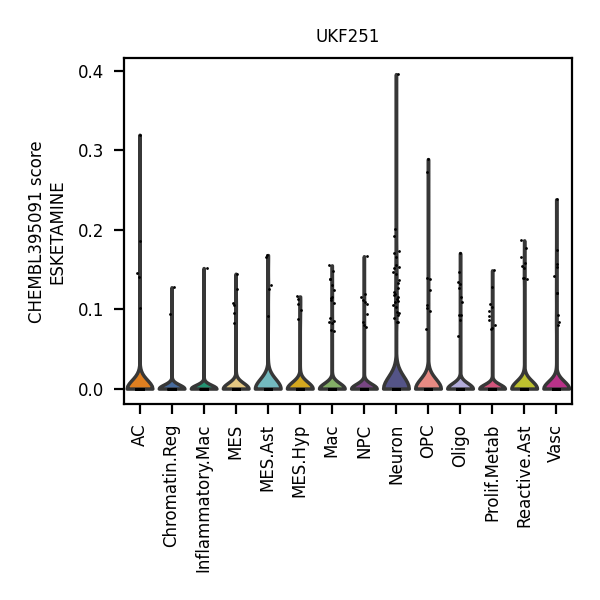 UKF251
CHEMBL395091 score
ESKETAMINE
0.4
0.3
0.2
0.1
0.0
AC
Chromatin.Reg
Inflammatory.Mac
MES
MES.Ast
MES.Hyp
Mac
NPC
Neuron
OPC
Oligo
Prolif.Metab
Reactive.Ast
Vasc